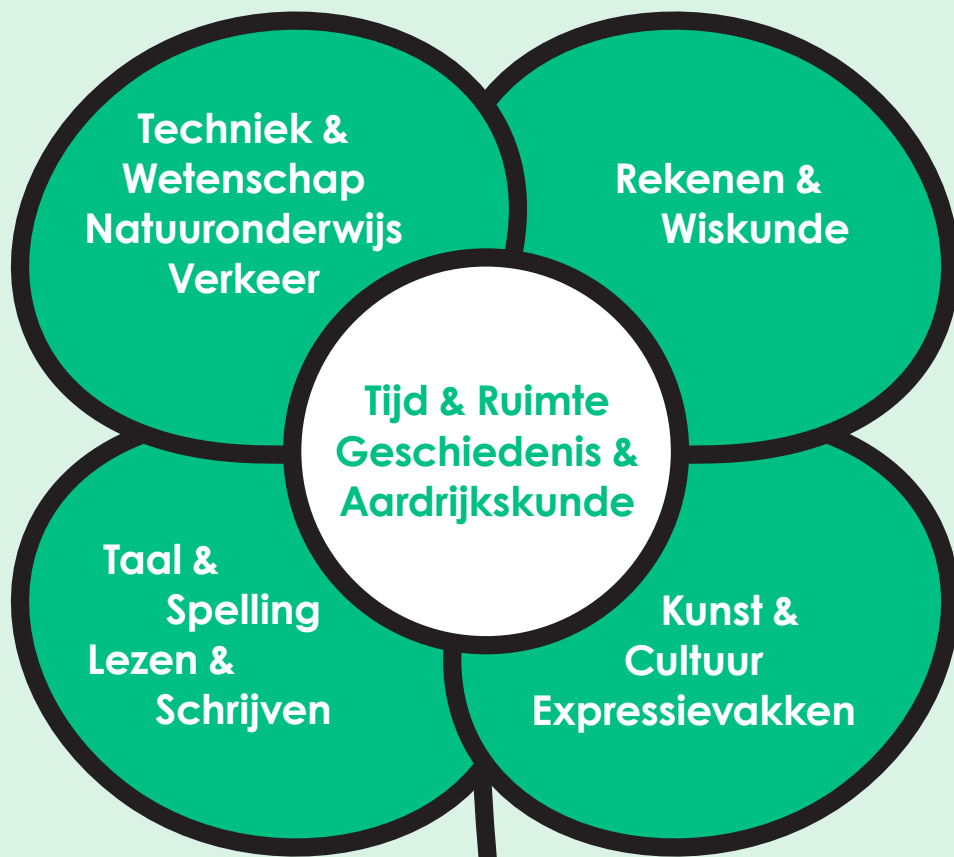 Techniek &
Wetenschap
Natuuronderwijs
Verkeer
Rekenen &
Wiskunde
Tijd & Ruimte
Geschiedenis &
Aardrijkskunde
Taal &
Spelling
Lezen &
Schrijven
Kunst &
Cultuur
Expressievakken